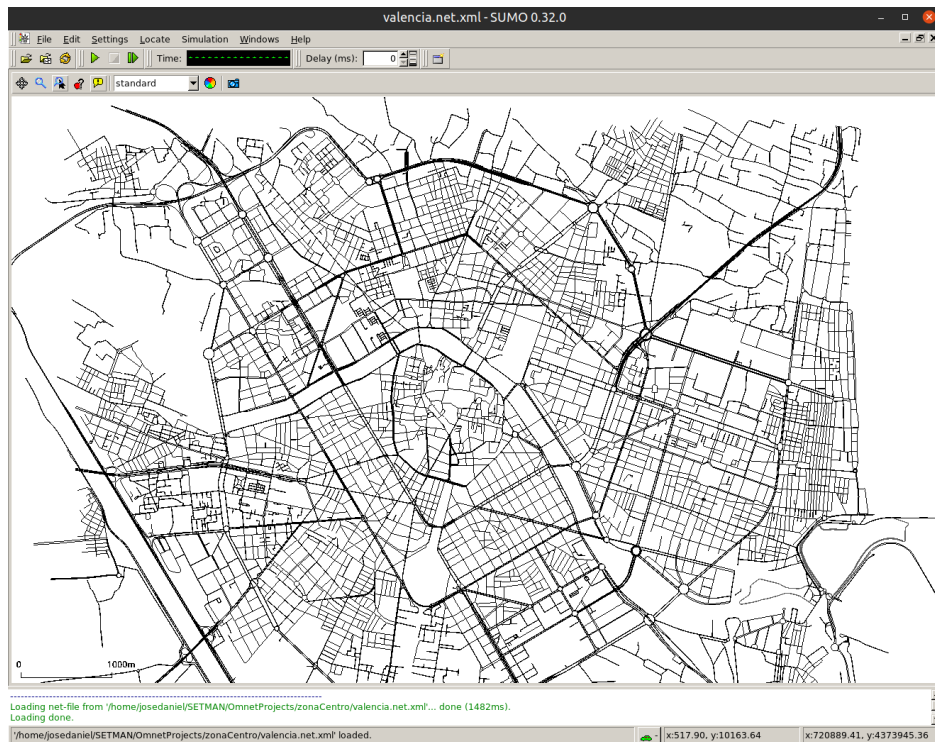 valencia.net.xml - SUMO 0.32.0
File Edit Settings Locate Simulation Windows Help
Time: Delay (ms): 0
standard
0 1000m
Loading net-file from '/home/josedaniel/SETMAN/OmnetProjects/zonaCentro/valencia.net.xml'... done (1482ms).
Loading done.
'/home/josedaniel/SETMAN/OmnetProjects/zonaCentro/valencia.net.xml' loaded. - x:517.90, y:10163.64 x:720889.41, y:4373945.36